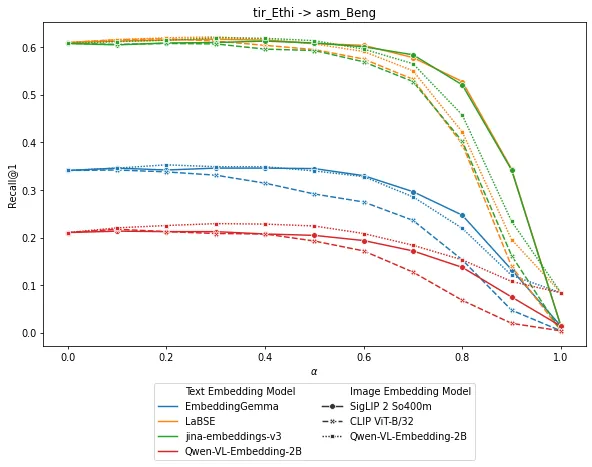 tir_Ethi -> asm_Beng
0.6
0.5
0.4
0.3
0.2
0.1
0.0
Recall@1
0.0 0.2 0.4 0.6 0.8 1.0
α
Text Embedding Model Image Embedding Model
EmbeddingGemma SigLIP 2 So400m
LaBSE CLIP ViT-B/32
jina-embeddings-v3 Qwen-VL-Embedding-2B
Qwen-VL-Embedding-2B